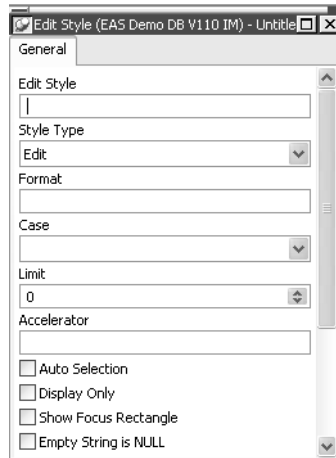 Edit Style (EAS Demo DB V110 IM) - Untitle
General
Edit Style
Style Type
Edit
Format
Case
Limit
0
Accelerator
Auto Selection
Display Only
Show Focus Rectangle
Empty String is NULL